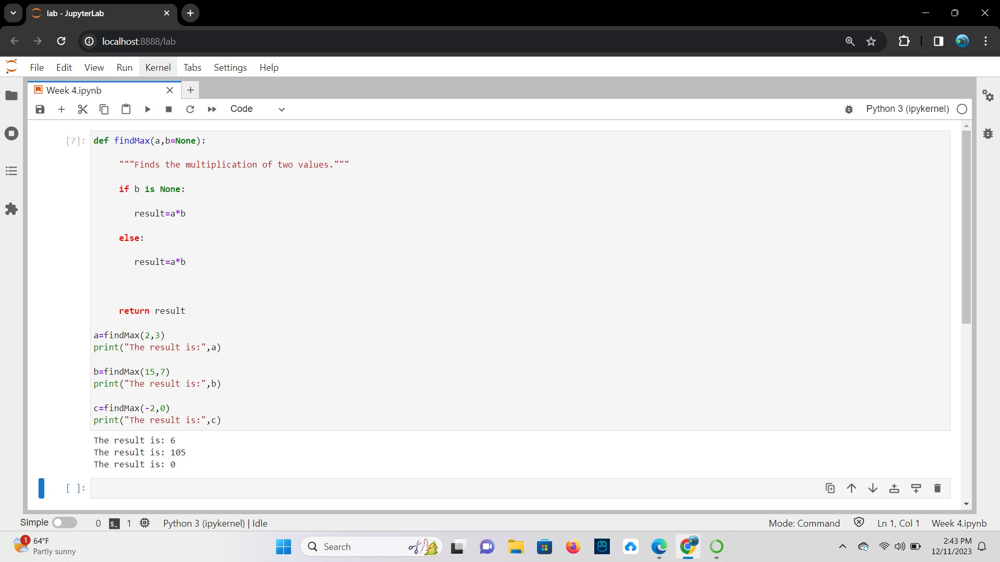 lab - JupyterLab
localhost:8888/lab
File Edit View Run Kernel Tabs Settings Help
Week 4.ipynb
Code
Python 3 (ipykernel)
[7]: def findMax(a,b=None):
"""Finds the multiplication of two values."""
if b is None:
result=a*b
else:
result=a*b
return result
a=findMax(2,3)
print("The result is:",a)
b=findMax(15,7)
print("The result is:",b)
c=findMax(-2,0)
print("The result is:",c)
The result is: 6
The result is: 105
The result is: 0
[ ]:
Simple 0 $_ 1 Python 3 (ipykernel) | Idle Mode: Command Ln 1, Col 1 Week 4.ipynb
1 64°F
Partly sunny
Search
2:43 PM
12/11/2023